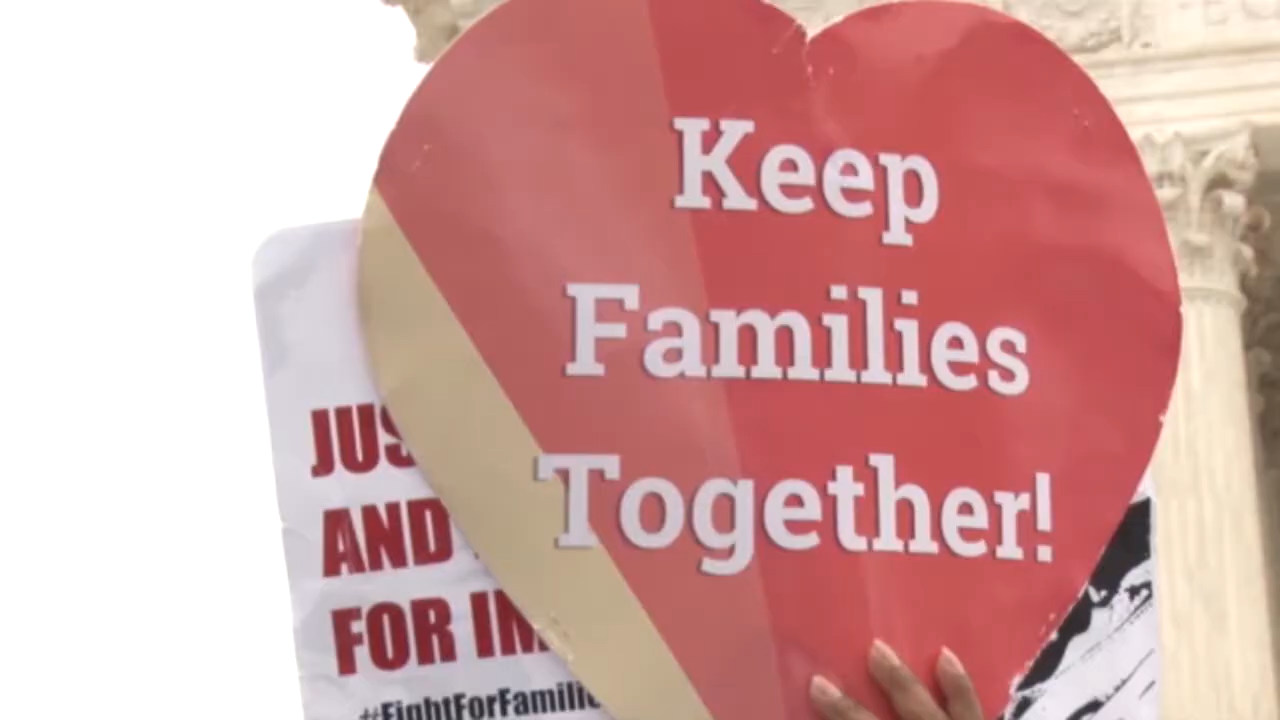 Keep
Families
Together!
JUS
AND
FOR IM
#FightForFamilie